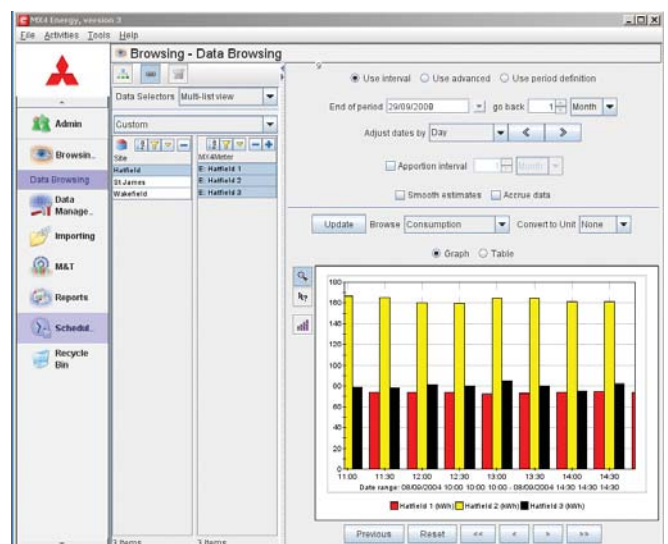 MX4 Energy, version 3
File Activities Tools Help
Browsing - Data Browsing
Data Selectors Multi-list view
Custom
Site
Hatfield
St James
Wakefield
3 items
MX4Meter
E: Hatfield 1
E: Hatfield 2
E: Hatfield 3
3 items
Admin
Browsin..
Data Browsing
Data
Manage..
Importing
M&T
Reports
Schedul..
Recycle
Bin
Use interval Use advanced Use period definition
End of period 29/09/2008 go back 1 Month
Adjust dates by Day < >
Apportion interval 1 Month
Smooth estimates Accrue data
Update Browse Consumption Convert to Unit None
Graph Table
180
160
140
120
100
80
60
40
20
0
11:00 11:30 12:00 12:30 13:00 13:30 14:00 14:30
Date range: 08/09/2004 10:00 10:00 10:00 - 08/09/2004 14:30 14:30 14:30
Hatfield 1 (kWh) Hatfield 2 (kWh) Hatfield 3 (kWh)
Previous Reset << < > >>